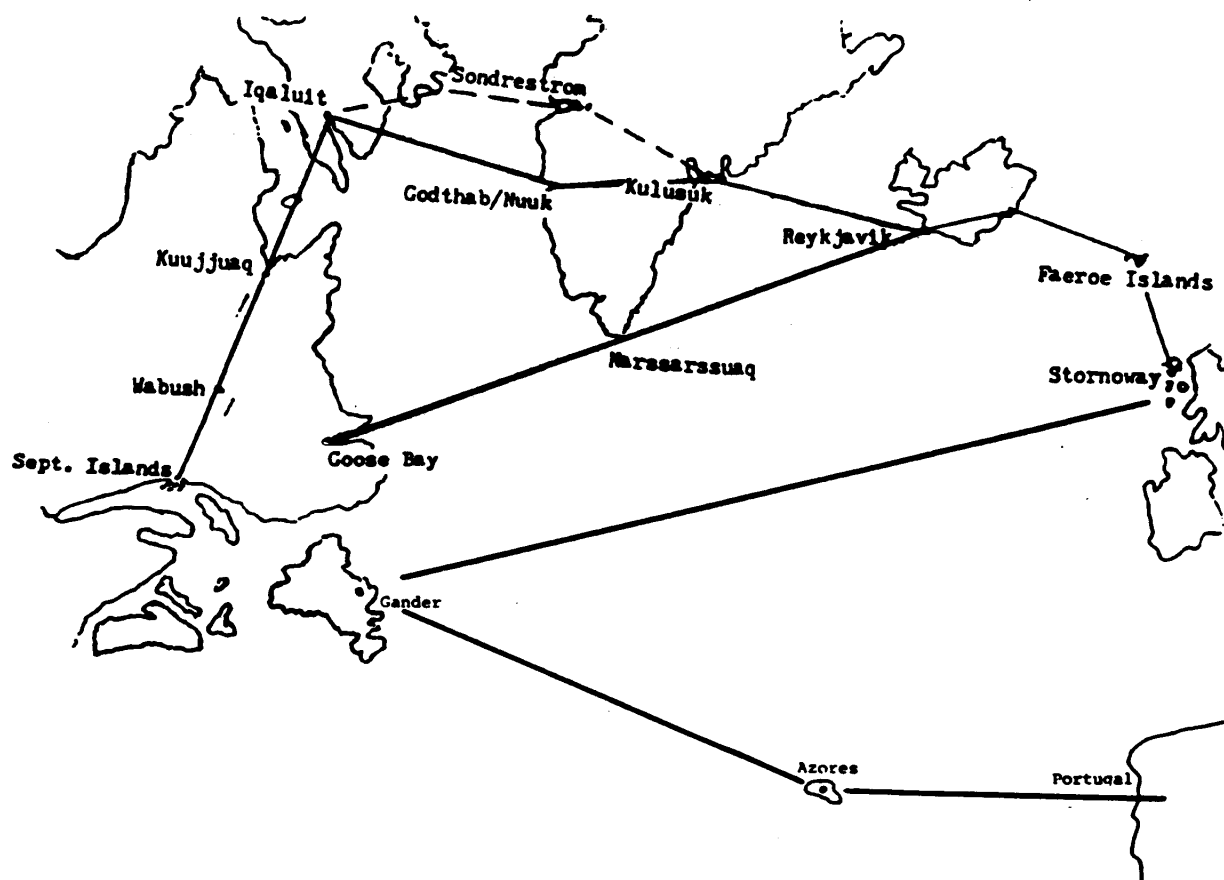 Sondrestrom
Iqaluit
Godthab/Nuuk
Kulusuk
Reykjavik
Kuujjuaq
Faeroe Islands
Narssarssuaq
Stornoway
Wabush
Goose Bay
Sept. Islands
Gander
Azores
Portugal